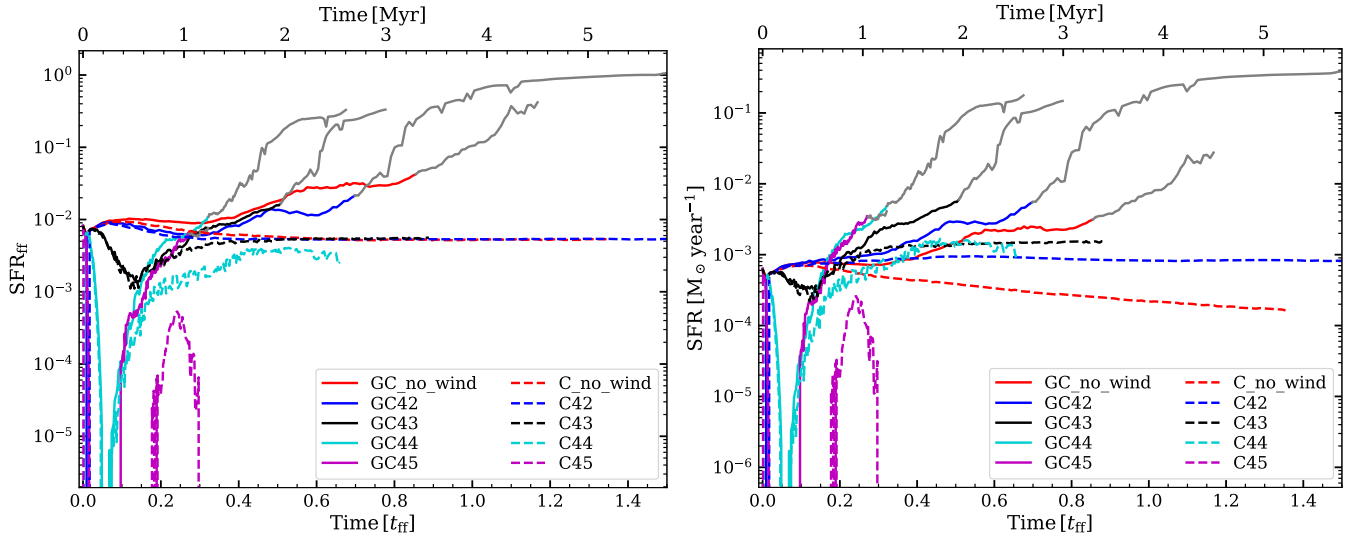 Time [Myr]
0 1 2 3 4 5
10⁰
10⁻¹
10⁻²
10⁻³
10⁻⁴
10⁻⁵
SFR_ff
GC_no_wind C_no_wind
GC42 C42
GC43 C43
GC44 C44
GC45 C45
0.0 0.2 0.4 0.6 0.8 1.0 1.2 1.4
Time [t_ff]
Time [Myr]
0 1 2 3 4 5
10⁻¹
10⁻²
10⁻³
10⁻⁴
10⁻⁵
10⁻⁶
SFR [M⊙ year⁻¹]
GC_no_wind C_no_wind
GC42 C42
GC43 C43
GC44 C44
GC45 C45
0.0 0.2 0.4 0.6 0.8 1.0 1.2 1.4
Time [t_ff]